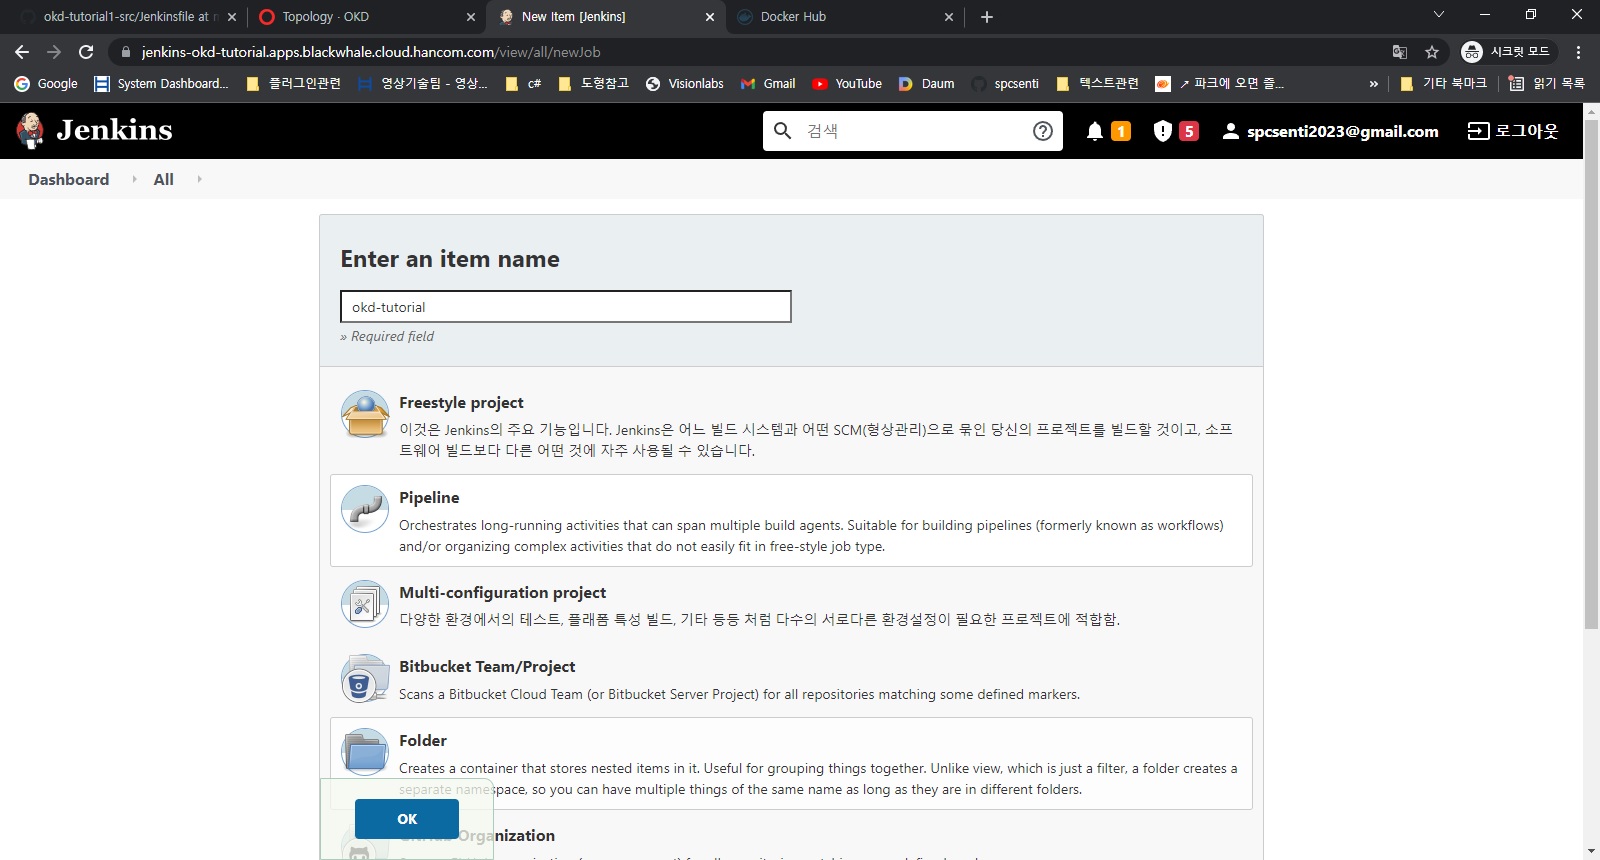 okd-tutorial1-src/Jenkinsfile at
Topology · OKD
New Item [Jenkins]
Docker Hub
jenkins-okd-tutorial.apps.blackwhale.cloud.hancom.com/view/all/newJob
시크릿 모드
Google
System Dashboard...
플러그인관련
영상기술팀 - 영상...
c#
도형참고
Visionlabs
Gmail
YouTube
Daum
spcsenti
텍스트관련
↗ 파크에 오면 즐...
»
기타 북마크
읽기 목록
Jenkins
검색
1
5
spcsenti2023@gmail.com
로그아웃
Dashboard
All
Enter an item name
okd-tutorial
» Required field
Freestyle project
이것은 Jenkins의 주요 기능입니다. Jenkins은 어느 빌드 시스템과 어떤 SCM(형상관리)으로 묶인 당신의 프로젝트를 빌드할 것이고, 소프
트웨어 빌드보다 다른 어떤 것에 자주 사용될 수 있습니다.
Pipeline
Orchestrates long-running activities that can span multiple build agents. Suitable for building pipelines (formerly known as workflows)
and/or organizing complex activities that do not easily fit in free-style job type.
Multi-configuration project
다양한 환경에서의 테스트, 플래폼 특성 빌드, 기타 등등 처럼 다수의 서로다른 환경설정이 필요한 프로젝트에 적합함.
Bitbucket Team/Project
Scans a Bitbucket Cloud Team (or Bitbucket Server Project) for all repositories matching some defined markers.
Folder
Creates a container that stores nested items in it. Useful for grouping things together. Unlike view, which is just a filter, a folder creates a
separate namespace, so you can have multiple things of the same name as long as they are in different folders.
OK
Organization